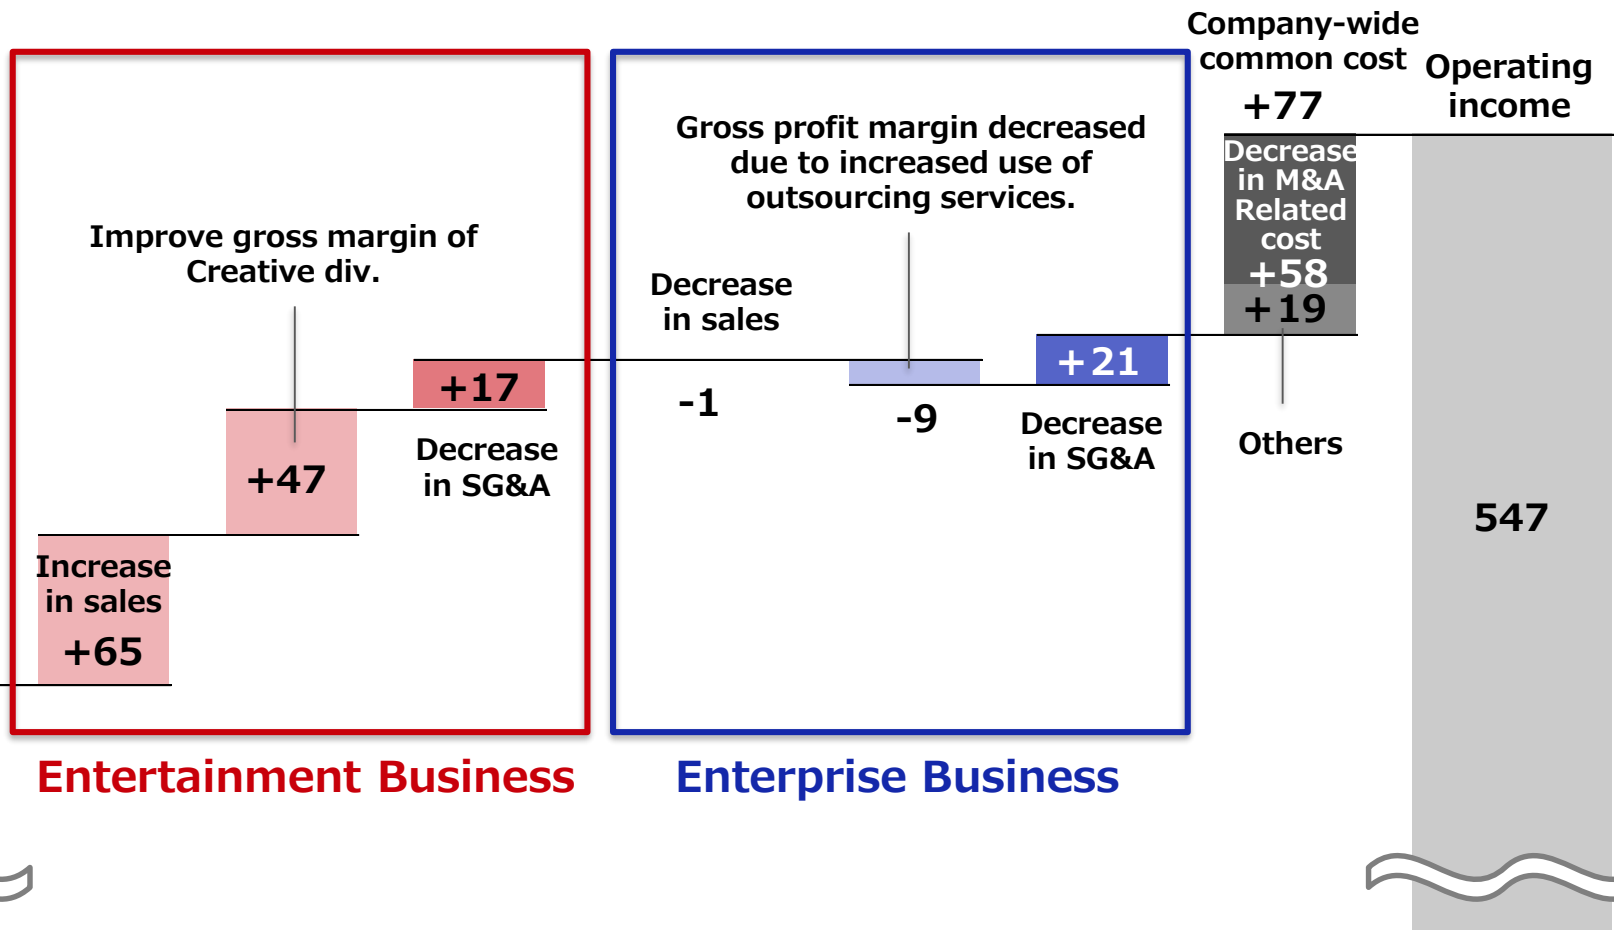 Company-wide
common cost
+77
Operating
income
Gross profit margin decreased
due to increased use of
outsourcing services.
Decrease
in M&A
Related
cost
+58
+19
Others
Improve gross margin of
Creative div.
Decrease
in sales
-1
-9
+21
Decrease
in SG&A
+17
Decrease
in SG&A
+47
Increase
in sales
+65
547
Entertainment Business
Enterprise Business